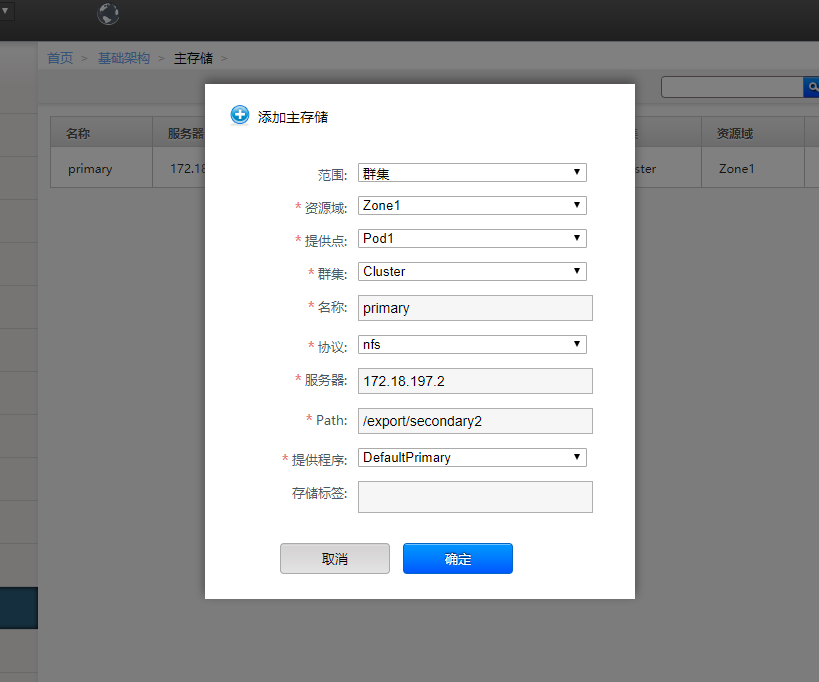 首页 > 基础架构 > 主存储 >
名称 服务器 资源域
primary 172.18 ster Zone1
添加主存储
范围: 群集
* 资源域: Zone1
* 提供点: Pod1
* 群集: Cluster
* 名称: primary
* 协议: nfs
* 服务器: 172.18.197.2
* Path: /export/secondary2
* 提供程序: DefaultPrimary
存储标签:
取消 确定